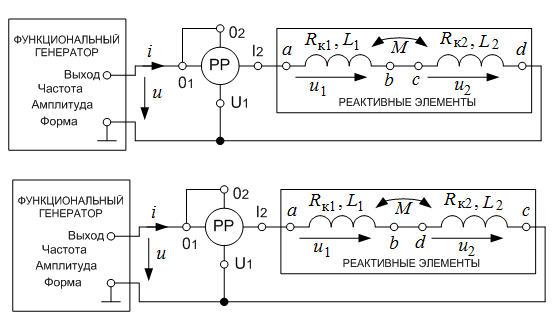 ФУНКЦИОНАЛЬНЫЙ
ГЕНЕРАТОР
Выход
Частота
Амплитуда
Форма
i
u
0₁
0₂
PP
I₂
U₁
a
Rк1, L₁
M
Rк2, L₂
d
u₁
b
c
u₂
РЕАКТИВНЫЕ ЭЛЕМЕНТЫ
ФУНКЦИОНАЛЬНЫЙ
ГЕНЕРАТОР
Выход
Частота
Амплитуда
Форма
i
u
0₁
0₂
PP
I₂
U₁
a
Rк1, L₁
M
Rк2, L₂
c
u₁
b
d
u₂
РЕАКТИВНЫЕ ЭЛЕМЕНТЫ